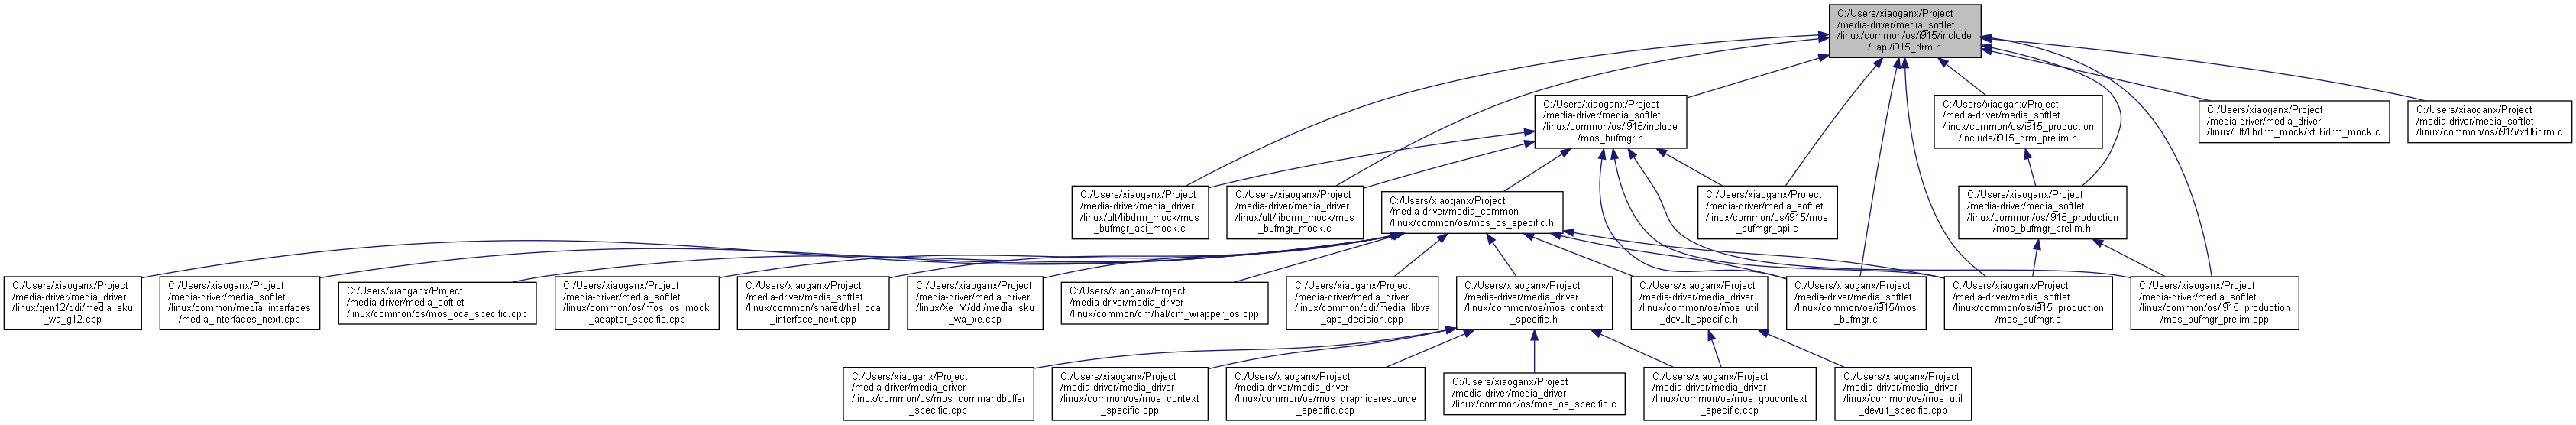 C:/Users/xiaoganx/Project
/media-driver/media_softlet
/linux/common/os/i915/include
/uapi/i915_drm.h
C:/Users/xiaoganx/Project
/media-driver/media_softlet
/linux/common/os/i915/include
/mos_bufmgr.h
C:/Users/xiaoganx/Project
/media-driver/media_softlet
/linux/common/os/i915_production
/include/i915_drm_prelim.h
C:/Users/xiaoganx/Project
/media-driver/media_driver
/linux/ult/libdrm_mock/xf86drm_mock.c
C:/Users/xiaoganx/Project
/media-driver/media_softlet
/linux/common/os/i915/xf86drm.c
C:/Users/xiaoganx/Project
/media-driver/media_driver
/linux/ult/libdrm_mock/mos
_bufmgr_api_mock.c
C:/Users/xiaoganx/Project
/media-driver/media_driver
/linux/ult/libdrm_mock/mos
_bufmgr_mock.c
C:/Users/xiaoganx/Project
/media-driver/media_common
/linux/common/os/mos_os_specific.h
C:/Users/xiaoganx/Project
/media-driver/media_softlet
/linux/common/os/i915/mos
_bufmgr_api.c
C:/Users/xiaoganx/Project
/media-driver/media_softlet
/linux/common/os/i915_production
/mos_bufmgr_prelim.h
C:/Users/xiaoganx/Project
/media-driver/media_driver
/linux/gen12/ddi/media_sku
_wa_g12.cpp
C:/Users/xiaoganx/Project
/media-driver/media_softlet
/linux/common/media_interfaces
/media_interfaces_next.cpp
C:/Users/xiaoganx/Project
/media-driver/media_softlet
/linux/common/os/mos_oca_specific.cpp
C:/Users/xiaoganx/Project
/media-driver/media_softlet
/linux/common/os/mos_os_mock
_adaptor_specific.cpp
C:/Users/xiaoganx/Project
/media-driver/media_softlet
/linux/common/shared/hal_oca
_interface_next.cpp
C:/Users/xiaoganx/Project
/media-driver/media_driver
/linux/Xe_M/ddi/media_sku
_wa_xe.cpp
C:/Users/xiaoganx/Project
/media-driver/media_driver
/linux/common/cm/hal/cm_wrapper_os.cpp
C:/Users/xiaoganx/Project
/media-driver/media_driver
/linux/common/ddi/media_libva
_apo_decision.cpp
C:/Users/xiaoganx/Project
/media-driver/media_driver
/linux/common/os/mos_context
_specific.h
C:/Users/xiaoganx/Project
/media-driver/media_driver
/linux/common/os/mos_util
_devult_specific.h
C:/Users/xiaoganx/Project
/media-driver/media_softlet
/linux/common/os/i915/mos
_bufmgr.c
C:/Users/xiaoganx/Project
/media-driver/media_softlet
/linux/common/os/i915_production
/mos_bufmgr.c
C:/Users/xiaoganx/Project
/media-driver/media_softlet
/linux/common/os/i915_production
/mos_bufmgr_prelim.cpp
C:/Users/xiaoganx/Project
/media-driver/media_driver
/linux/common/os/mos_commandbuffer
_specific.cpp
C:/Users/xiaoganx/Project
/media-driver/media_driver
/linux/common/os/mos_context
_specific.cpp
C:/Users/xiaoganx/Project
/media-driver/media_driver
/linux/common/os/mos_graphicsresource
_specific.cpp
C:/Users/xiaoganx/Project
/media-driver/media_driver
/linux/common/os/mos_os_specific.c
C:/Users/xiaoganx/Project
/media-driver/media_driver
/linux/common/os/mos_gpucontext
_specific.cpp
C:/Users/xiaoganx/Project
/media-driver/media_driver
/linux/common/os/mos_util
_devult_specific.cpp